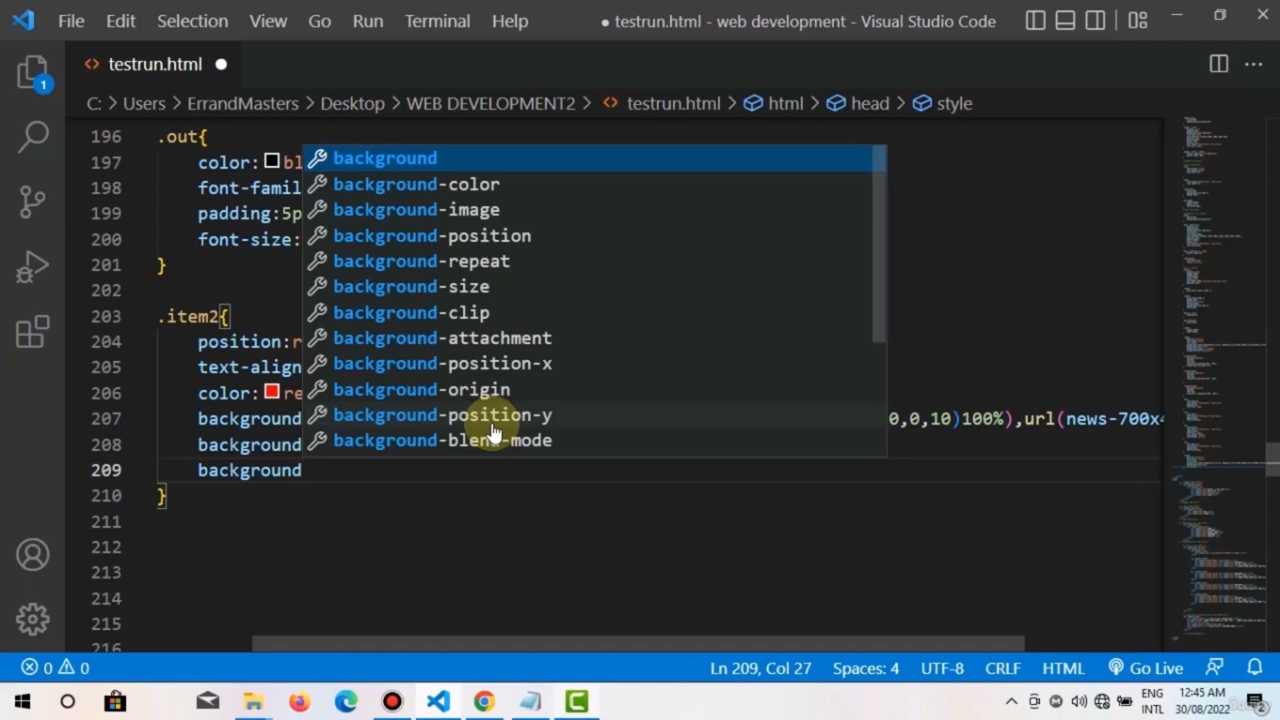 File Edit Selection View Go Run Terminal Help ● testrun.html - web development - Visual Studio Code
testrun.html ●
C: > Users > ErrandMasters > Desktop > WEB DEVELOPMENT2 > testrun.html > html > head > style
196 .out{
197 color: bl
198 font-famil
199 padding:5p
200 font-size:
201 }
202
203 .item2{
204 position:r
205 text-align
206 color: re
207 background 0,0,10)100%),url(news-700x4
208 background
209 background
210 }
211
212
213
214
215
216
background
background-color
background-image
background-position
background-repeat
background-size
background-clip
background-attachment
background-position-x
background-origin
background-position-y
background-blend-mode
1
0 0 Ln 209, Col 27 Spaces: 4 UTF-8 CRLF HTML Go Live
ENG 12:45 AM
INTL 30/08/2022 2